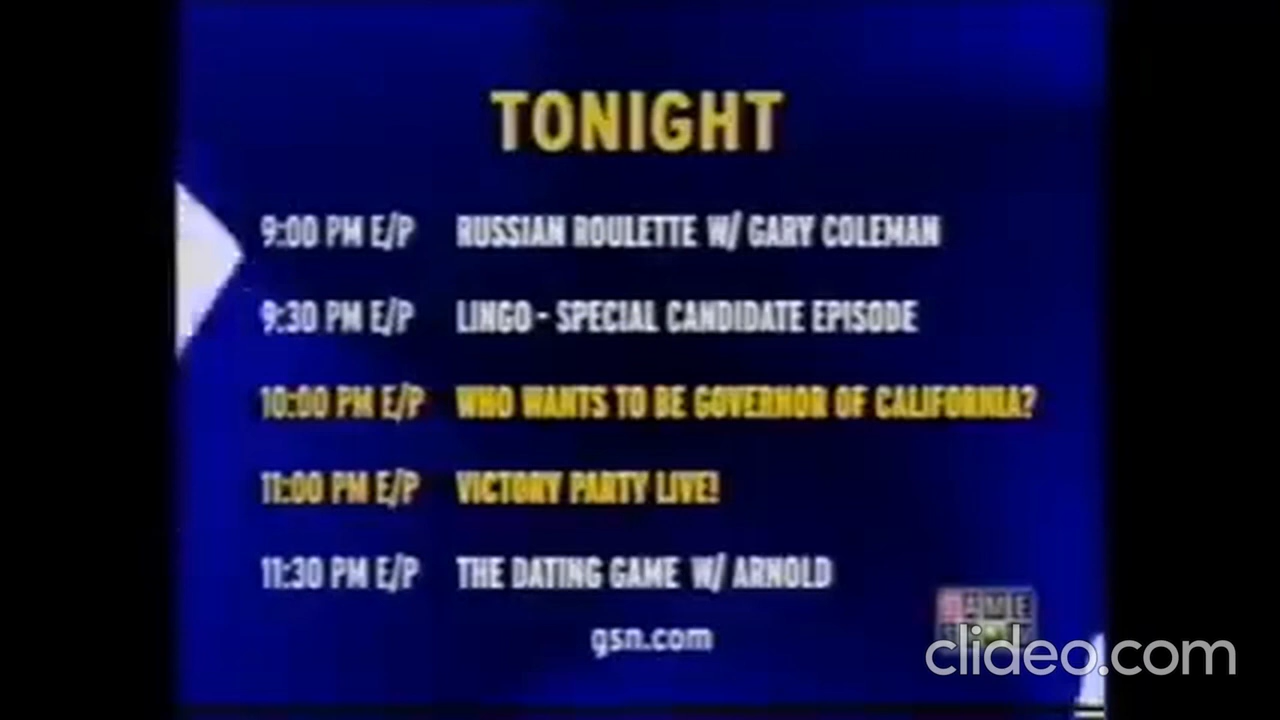 TONIGHT
9:00 PM E/P RUSSIAN ROULETTE W/ GARY COLEMAN
9:30 PM E/P LINGO - SPECIAL CANDIDATE EPISODE
10:00 PM E/P WHO WANTS TO BE GOVERNOR OF CALIFORNIA?
11:00 PM E/P VICTORY PARTY LIVE!
11:30 PM E/P THE DATING GAME W/ ARNOLD
gsn.com
GAME
clideo.com